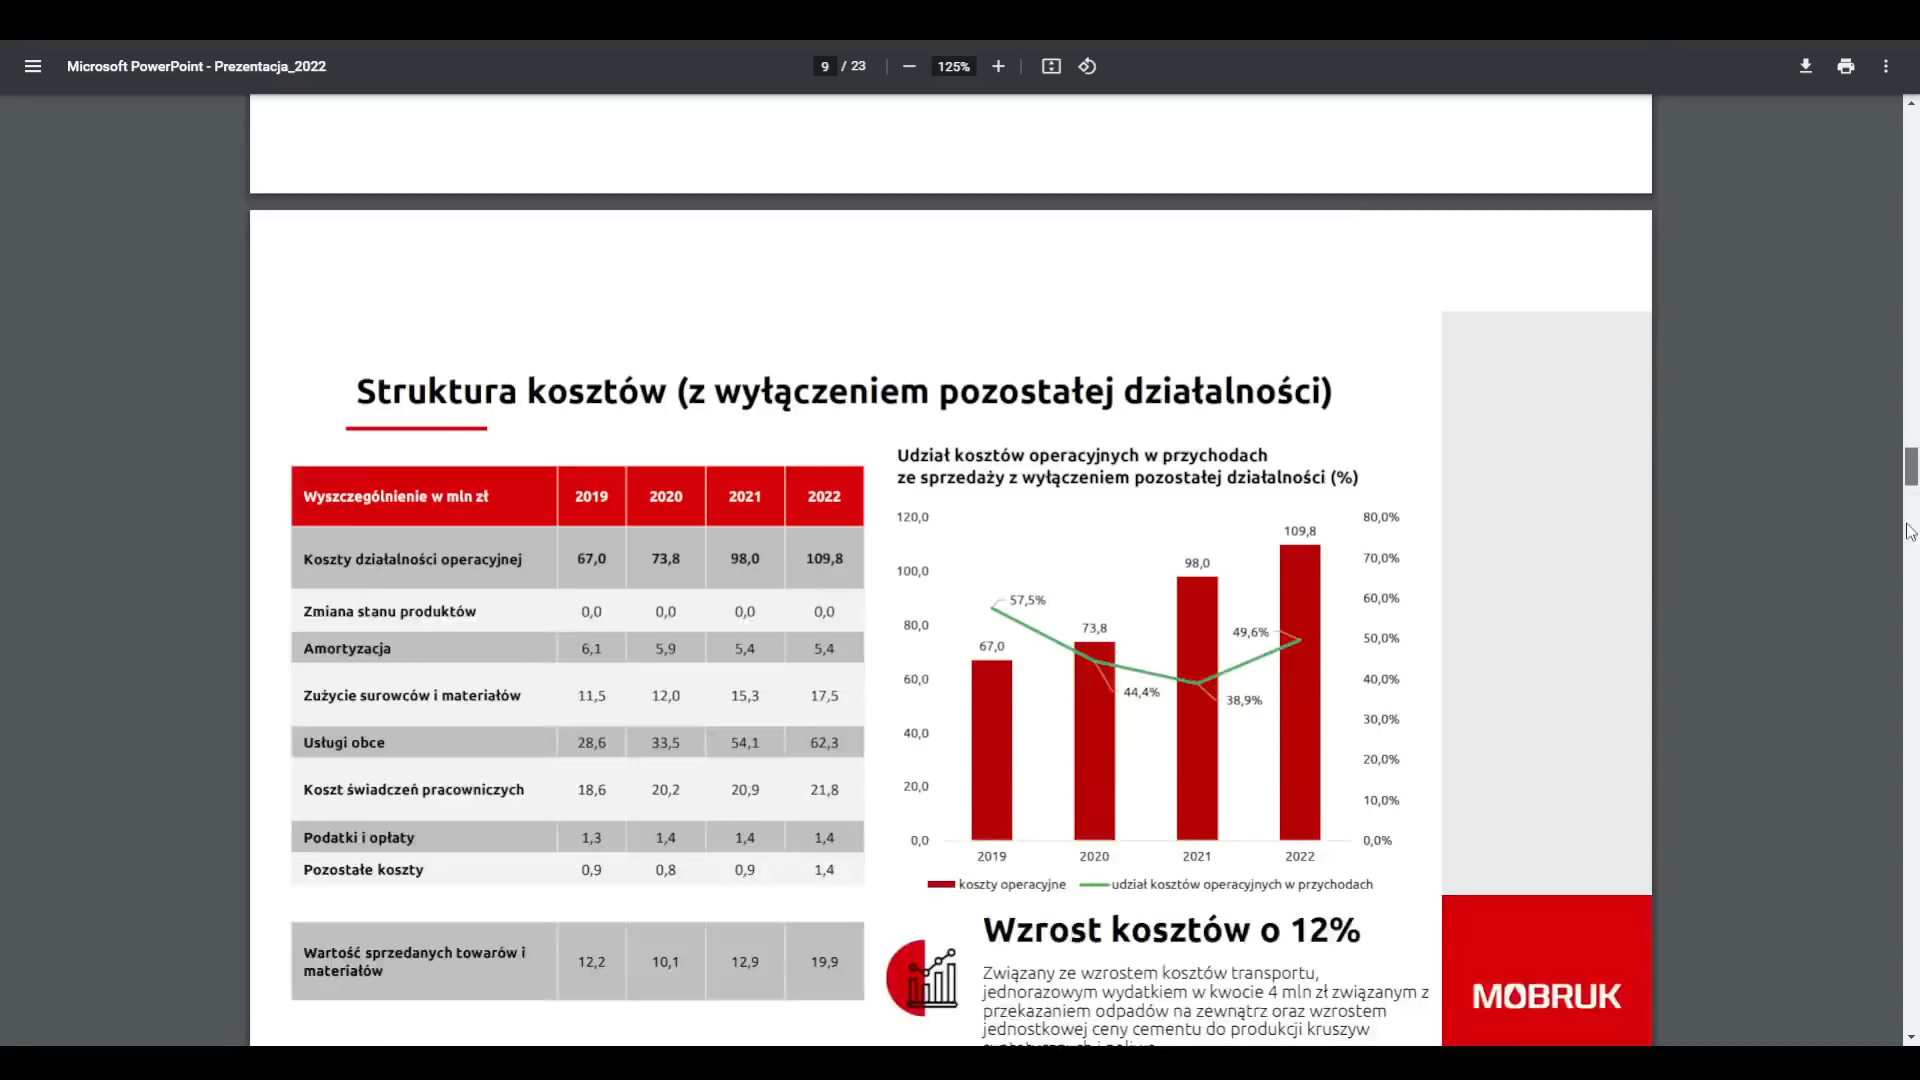 Microsoft PowerPoint - Prezentacja_2022
9 / 23
125%
Struktura kosztów (z wyłączeniem pozostałej działalności)
Wyszczególnienie w mln zł 2019 2020 2021 2022
Koszty działalności operacyjnej 67,0 73,8 98,0 109,8
Zmiana stanu produktów 0,0 0,0 0,0 0,0
Amortyzacja 6,1 5,9 5,4 5,4
Zużycie surowców i materiałów 11,5 12,0 15,3 17,5
Usługi obce 28,6 33,5 54,1 62,3
Koszt świadczeń pracowniczych 18,6 20,2 20,9 21,8
Podatki i opłaty 1,3 1,4 1,4 1,4
Pozostałe koszty 0,9 0,8 0,9 1,4
Wartość sprzedanych towarów i
materiałów 12,2 10,1 12,9 19,9
Udział kosztów operacyjnych w przychodach
ze sprzedaży z wyłączeniem pozostałej działalności (%)
120,0 80,0%
109,8
98,0 70,0%
100,0
57,5% 60,0%
80,0 73,8 49,6% 50,0%
67,0
60,0 44,4% 38,9% 40,0%
40,0 30,0%
20,0%
20,0 10,0%
0,0 0,0%
2019 2020 2021 2022
koszty operacyjne udział kosztów operacyjnych w przychodach
Wzrost kosztów o 12%
Związany ze wzrostem kosztów transportu,
jednorazowym wydatkiem w kwocie 4 mln zł związanym z
przekazaniem odpadów na zewnątrz oraz wzrostem
jednostkowej ceny cementu do produkcji kruszyw
MOBRUK